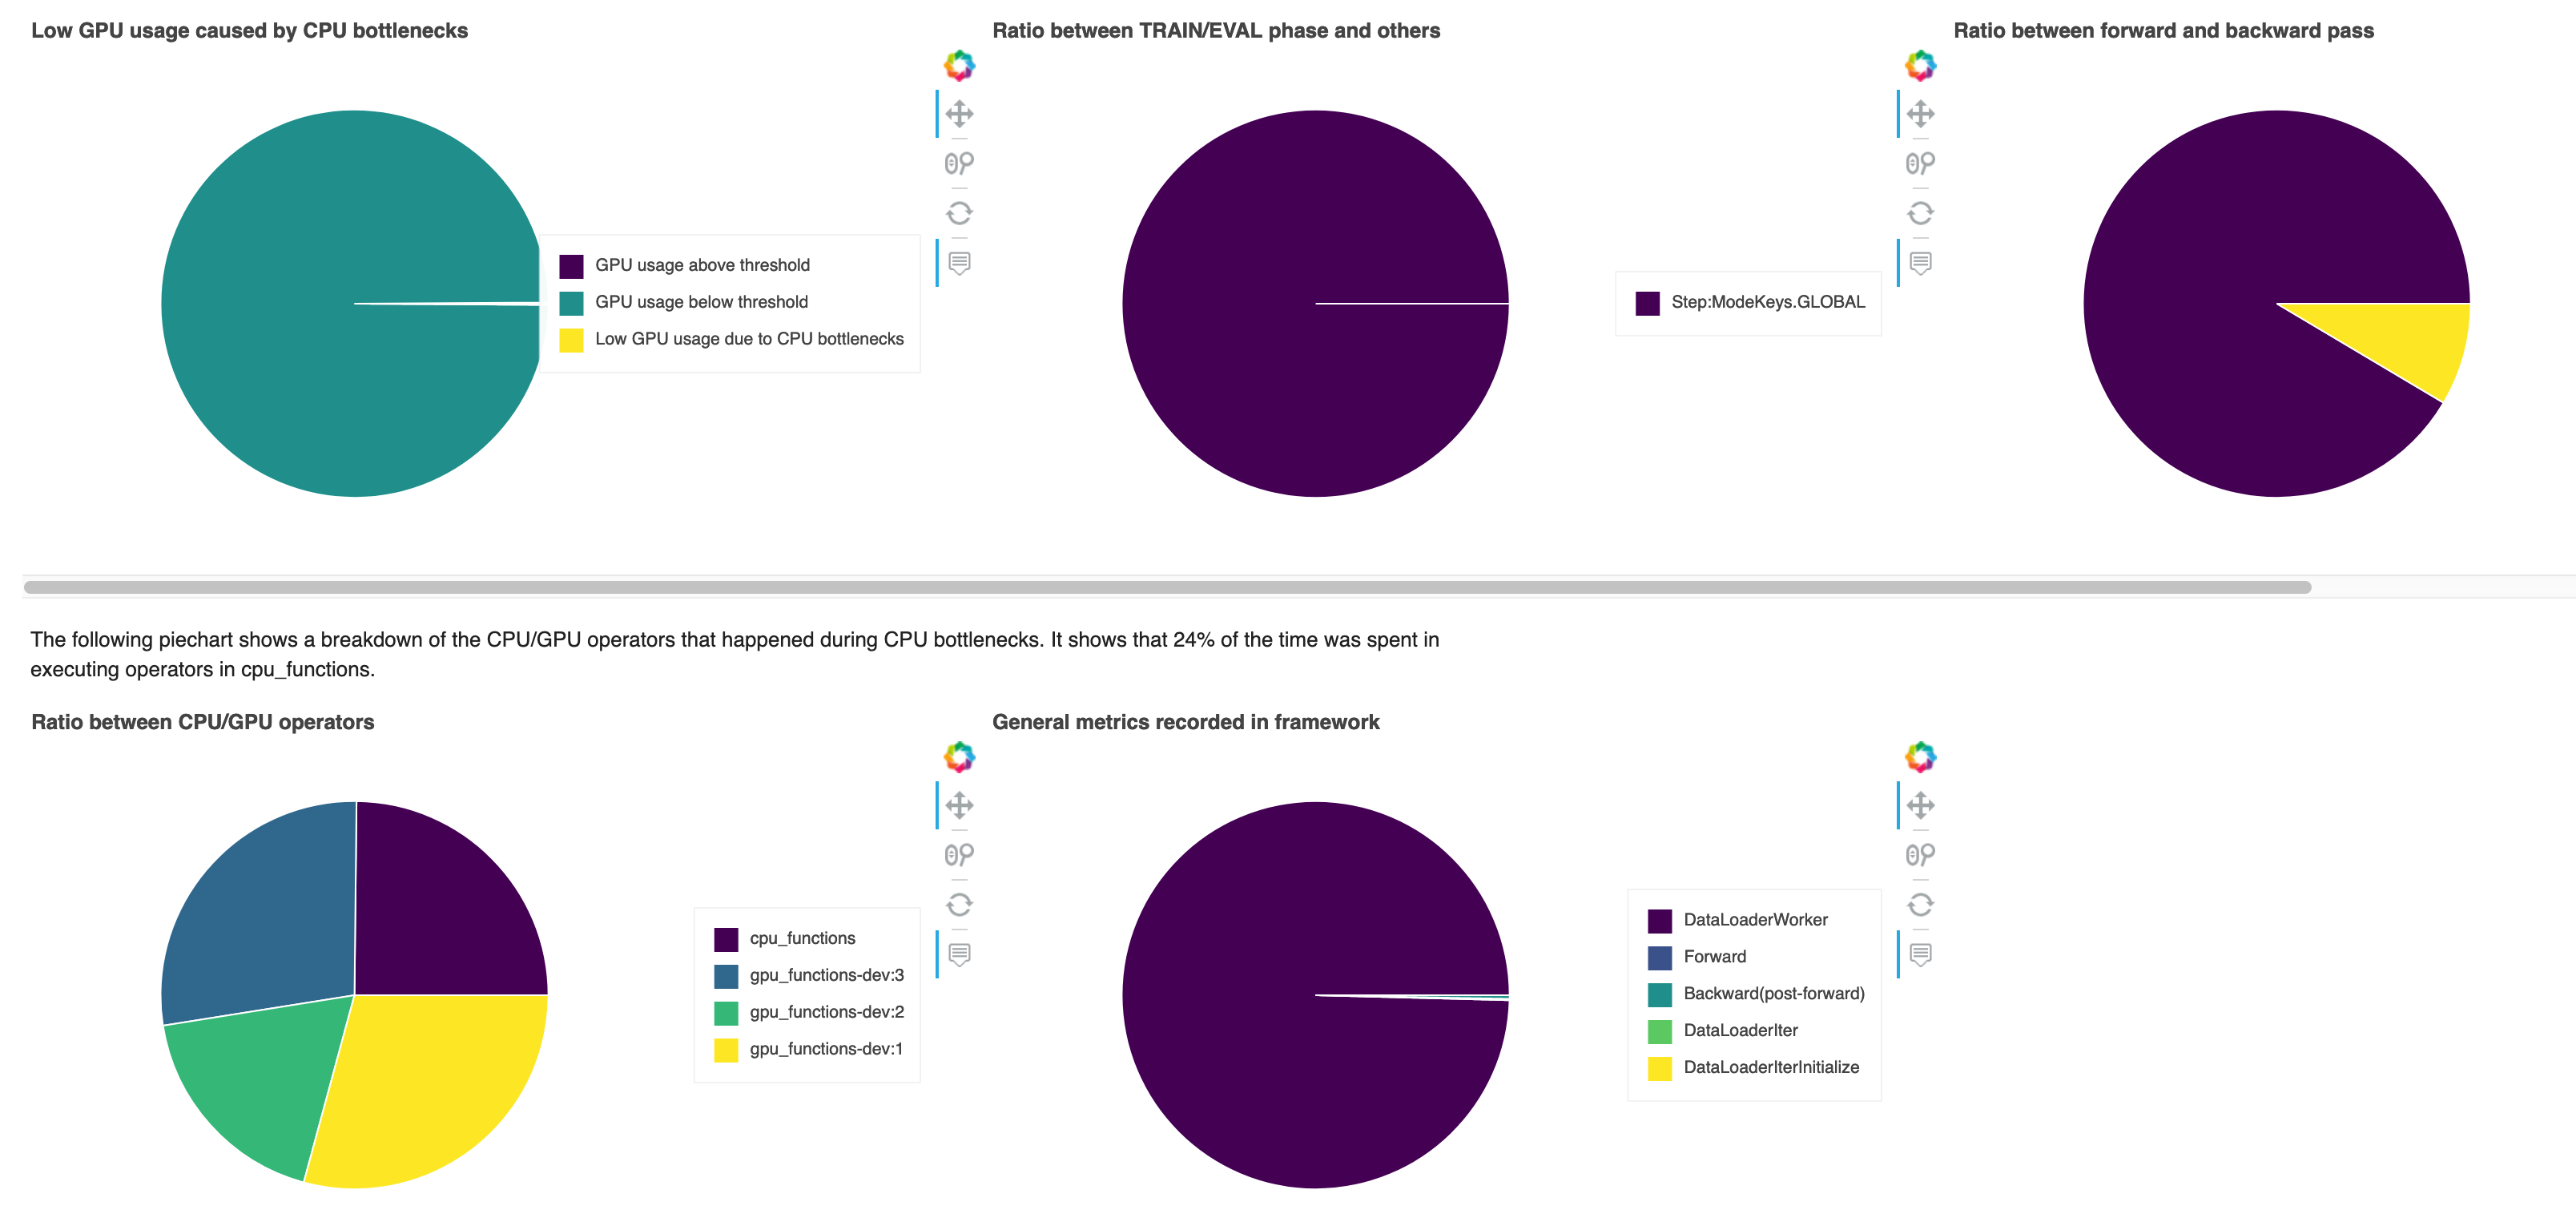 Low GPU usage caused by CPU bottlenecks
GPU usage above threshold
GPU usage below threshold
Low GPU usage due to CPU bottlenecks
Ratio between TRAIN/EVAL phase and others
Step:ModeKeys.GLOBAL
Ratio between forward and backward pass
The following piechart shows a breakdown of the CPU/GPU operators that happened during CPU bottlenecks. It shows that 24% of the time was spent in
executing operators in cpu_functions.
Ratio between CPU/GPU operators
cpu_functions
gpu_functions-dev:3
gpu_functions-dev:2
gpu_functions-dev:1
General metrics recorded in framework
DataLoaderWorker
Forward
Backward(post-forward)
DataLoaderIter
DataLoaderIterInitialize